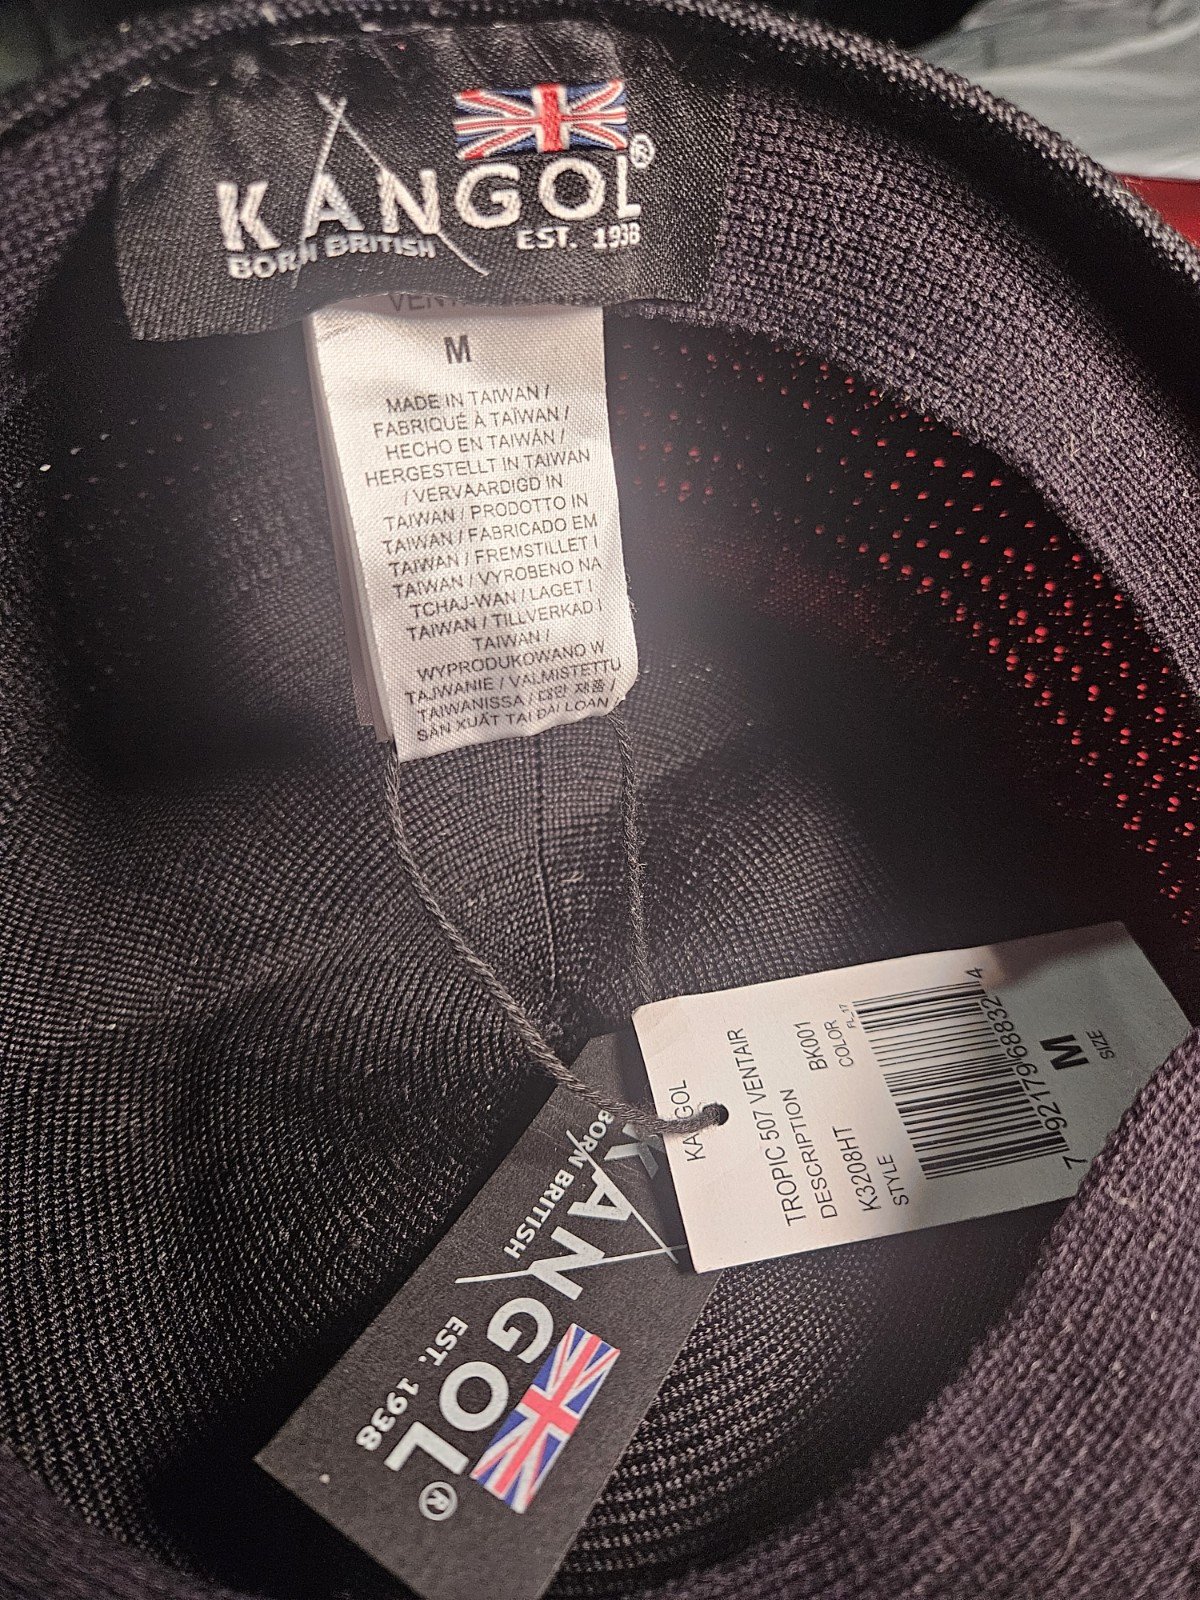 KANGOL®
BORN BRITISH
EST. 1938
M
MADE IN TAIWAN /
FABRIQUÉ À TAÏWAN /
HECHO EN TAIWÁN /
HERGESTELLT IN TAIWAN
/ VERVAARDIGD IN
TAIWAN / PRODOTTO IN
TAIWAN / FABRICADO EM
TAIWAN / FREMSTILLET I
TAIWAN / VYROBENO NA
TCHAJ-WAN / LAGET I
TAIWAN / TILLVERKAD I
TAIWAN /
WYPRODUKOWANO W
TAJWANIE / VALMISTETTU
TAIWANISSA / 대만 제품 /
SẢN XUẤT TẠI ĐÀI LOAN /
KANGOL
TROPIC 507 VENTAIR
DESCRIPTION
BK001
COLOR
FL_17
K3208HT
STYLE
7 92179 68832 4
M
SIZE
KANGOL®
BORN BRITISH
EST. 1938